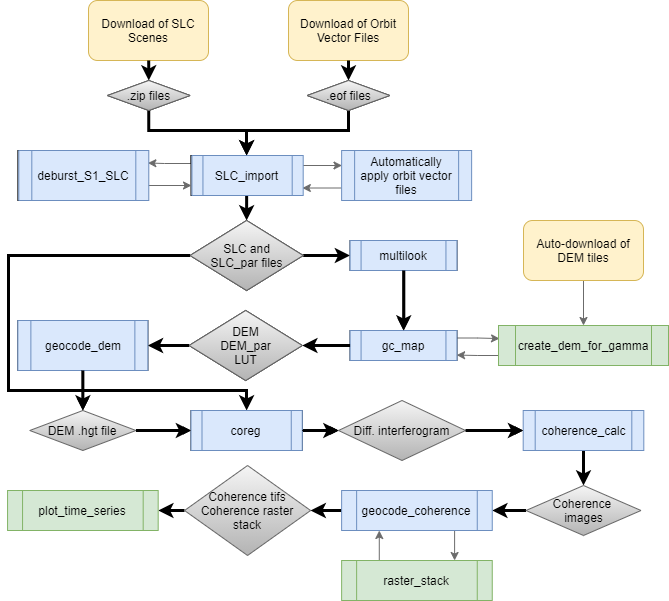 Download of SLC
Scenes
Download of Orbit
Vector Files
.zip files
.eof files
deburst_S1_SLC
SLC_import
Automatically
apply orbit vector
files
SLC and
SLC_par files
multilook
Auto-download of
DEM tiles
geocode_dem
DEM
DEM_par
LUT
gc_map
create_dem_for_gamma
DEM .hgt file
coreg
Diff. interferogram
coherence_calc
plot_time_series
Coherence tifs
Coherence raster
stack
geocode_coherence
Coherence
images
raster_stack